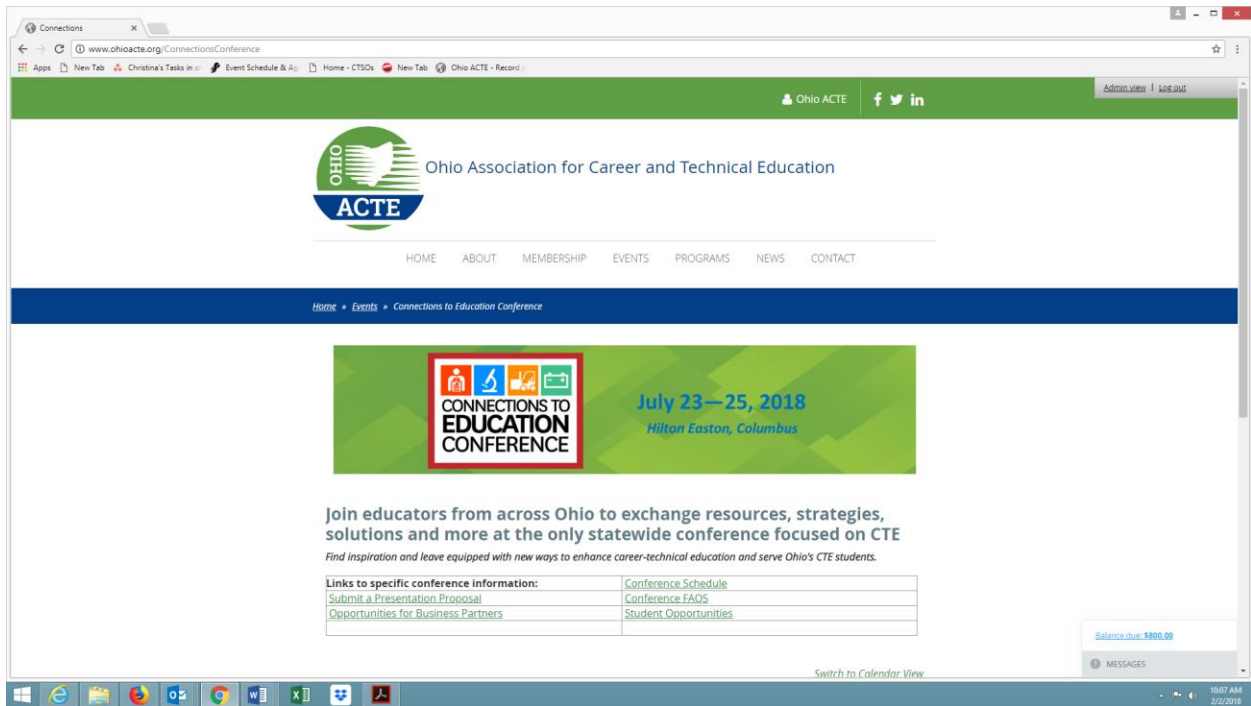 Connections
www.ohioacte.org/ConnectionsConference
Apps New Tab Christina's Tasks in o Event Schedule & Ag Home - CTSOs New Tab Ohio ACTE - Record
Admin view | Log out
Ohio ACTE
OHIO
ACTE
Ohio Association for Career and Technical Education
HOME ABOUT MEMBERSHIP EVENTS PROGRAMS NEWS CONTACT
Home » Events » Connections to Education Conference
CONNECTIONS TO
EDUCATION
CONFERENCE
July 23—25, 2018
Hilton Easton, Columbus
Join educators from across Ohio to exchange resources, strategies,
solutions and more at the only statewide conference focused on CTE
Find inspiration and leave equipped with new ways to enhance career-technical education and serve Ohio's CTE students.
Links to specific conference information: Conference Schedule
Submit a Presentation Proposal Conference FAQS
Opportunities for Business Partners Student Opportunities
Balance due: $800.00
MESSAGES
Switch to Calendar View
10:07 AM
2/2/2018